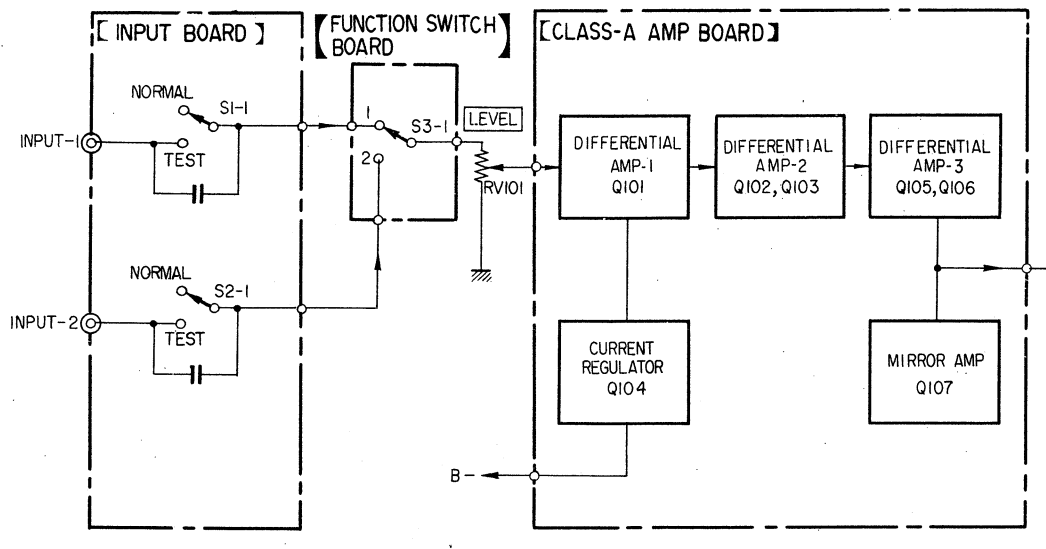 [ INPUT BOARD ]
[ FUNCTION SWITCH
BOARD ]
[CLASS-A AMP BOARD]
NORMAL
S1-1
INPUT-1
TEST
1
S3-1
2
LEVEL
RV101
DIFFERENTIAL
AMP-1
Q101
DIFFERENTIAL
AMP-2
Q102, Q103
DIFFERENTIAL
AMP-3
Q105, Q106
NORMAL
S2-1
INPUT-2
TEST
CURRENT
REGULATOR
Q104
MIRROR AMP
Q107
B-